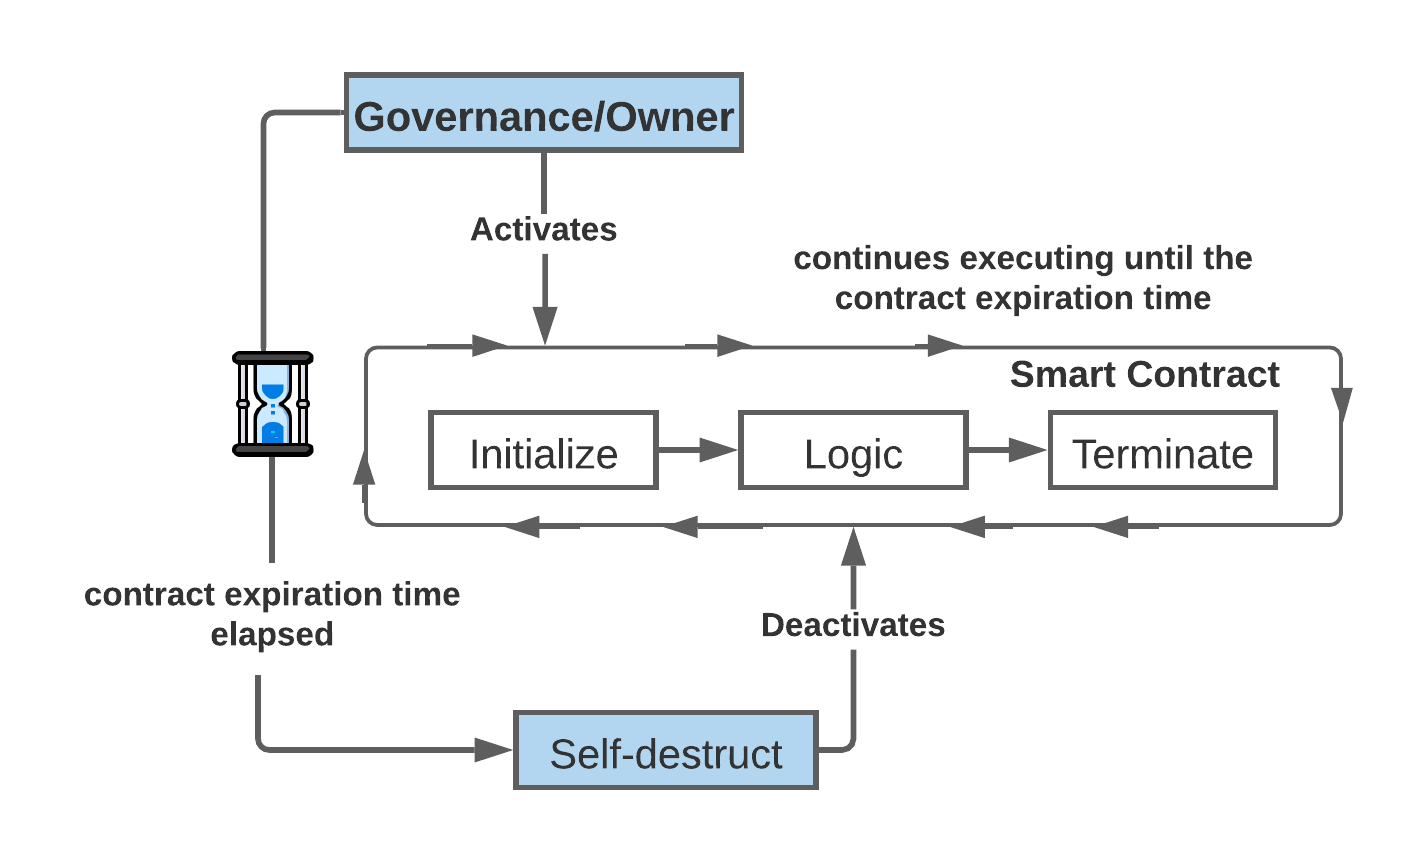 Governance/Owner
Activates
continues executing until the
contract expiration time
Smart Contract
Initialize
Logic
Terminate
contract expiration time
elapsed
Deactivates
Self-destruct